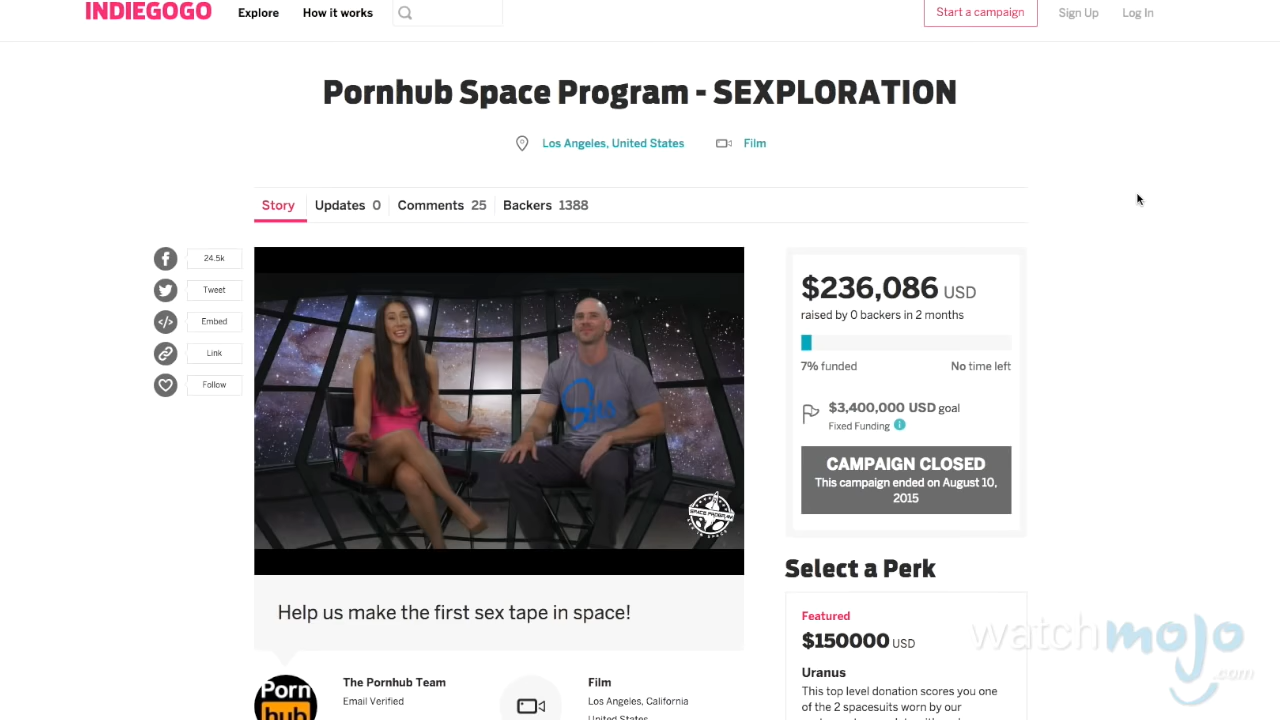 INDIEGOGO
Explore
How it works
Start a campaign
Sign Up
Log In
Pornhub Space Program - SEXPLORATION
Los Angeles, United States
Film
Story
Updates 0
Comments 25
Backers 1388
24.5k
Tweet
Embed
Link
Follow
SPACE PROGRAM
$236,086 USD
raised by 0 backers in 2 months
7% funded
No time left
$3,400,000 USD goal
Fixed Funding
CAMPAIGN CLOSED
This campaign ended on August 10,
2015
Help us make the first sex tape in space!
Select a Perk
Featured
$150000 USD
Uranus
This top level donation scores you one
of the 2 spacesuits worn by our
Porn
hub
The Pornhub Team
Email Verified
Film
Los Angeles, California
United States
watchmojo
.com